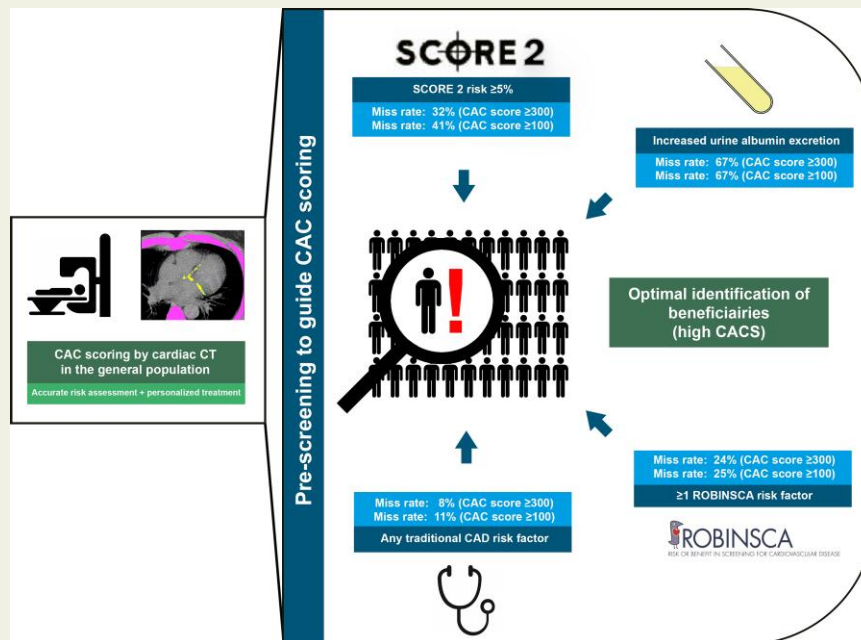 CAC scoring by cardiac CT
in the general population
Accurate risk assessment + personalized treatment
Pre-screening to guide CAC scoring
SCORE 2
SCORE 2 risk ≥5%
Miss rate: 32% (CAC score ≥300)
Miss rate: 41% (CAC score ≥100)
Increased urine albumin excretion
Miss rate: 67% (CAC score ≥300)
Miss rate: 67% (CAC score ≥100)
Optimal identification of
beneficiairies
(high CACS)
Miss rate: 8% (CAC score ≥300)
Miss rate: 11% (CAC score ≥100)
Any traditional CAD risk factor
Miss rate: 24% (CAC score ≥300)
Miss rate: 25% (CAC score ≥100)
≥1 ROBINSCA risk factor
ROBINSCA
RISK OR BENEFIT IN SCREENING FOR CARDIOVASCULAR DISEASE